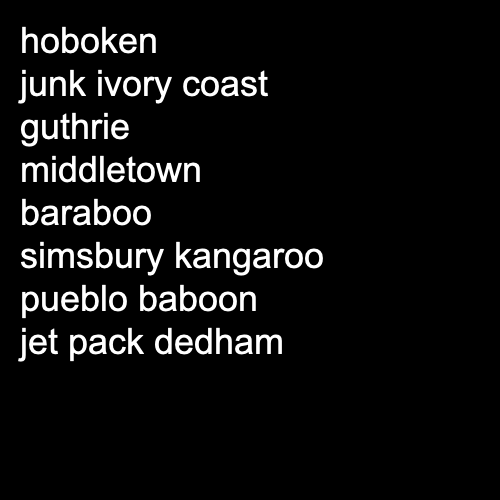 hoboken
junk ivory coast
guthrie
middletown
baraboo
simsbury kangaroo
pueblo baboon
jet pack dedham